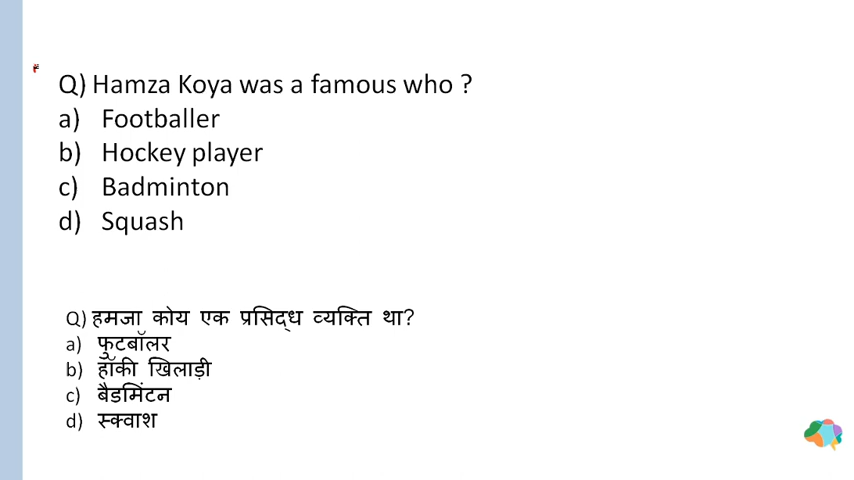 Q) Hamza Koya was a famous who ?
a) Footballer
b) Hockey player
c) Badminton
d) Squash
Q) हमजा कोय एक प्रसिद्ध व्यक्ति था?
a) फुटबॉलर
b) हॉकी खिलाड़ी
c) बैडमिंटन
d) स्क्वाश